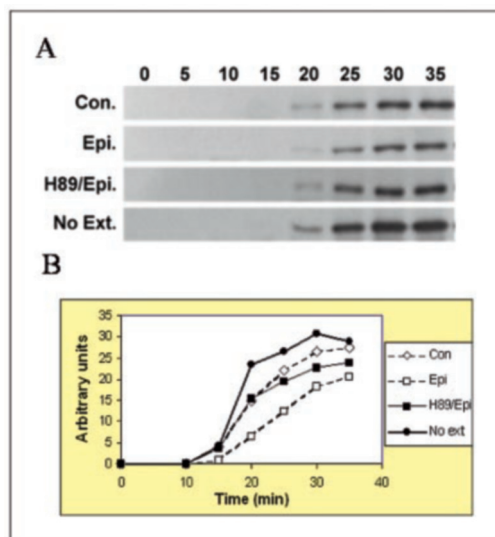 A
0 5 10 15 20 25 30 35
Con.
Epi.
H89/Epi.
No Ext.
B
35
30
25
20
15
10
5
0
Arbitrary units
0 10 20 30 40
Time (min)
Con
Epi
H89/Epi
No ext